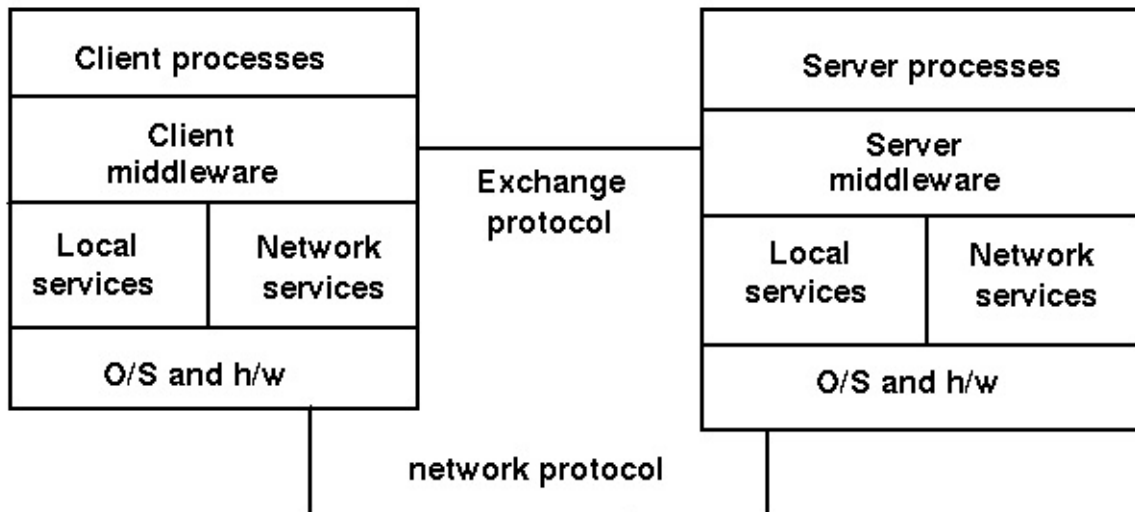 Client processes
Client
middleware
Local
services
Network
services
O/S and h/w
Exchange
protocol
Server processes
Server
middleware
Local
services
Network
services
O/S and h/w
network protocol